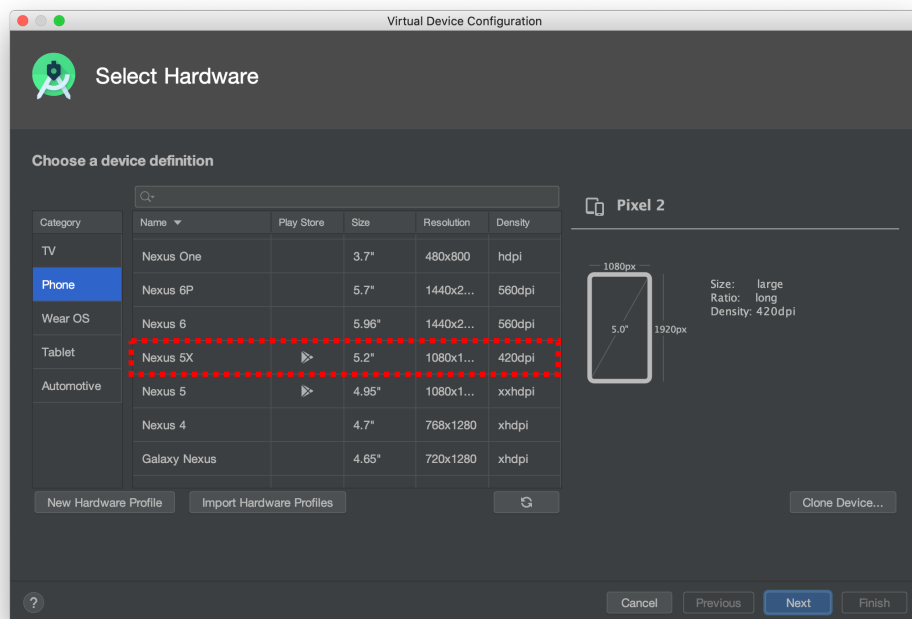 Virtual Device Configuration
Select Hardware
Choose a device definition
Category
TV
Phone
Wear OS
Tablet
Automotive
Name Play Store Size Resolution Density
Nexus One 3.7" 480x800 hdpi
Nexus 6P 5.7" 1440x2... 560dpi
Nexus 6 5.96" 1440x2... 560dpi
Nexus 5X 5.2" 1080x1... 420dpi
Nexus 5 4.95" 1080x1... xxhdpi
Nexus 4 4.7" 768x1280 xhdpi
Galaxy Nexus 4.65" 720x1280 xhdpi
New Hardware Profile Import Hardware Profiles
Pixel 2
1080px
5.0"
1920px
Size: large
Ratio: long
Density: 420dpi
Clone Device...
? Cancel Previous Next Finish